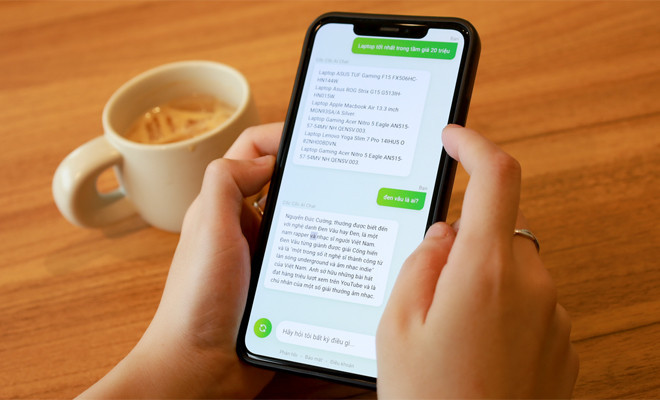 Bạn
Laptop tốt nhất trong tầm giá 20 triệu
Laptop ASUS TUF Gaming F15 FX506HC-
HN144W
Laptop Asus ROG Strix G15 G513IH-
HN015W
Laptop Apple Macbook Air 13.3 inch
MGN93SA/A Silver
Laptop Gaming Acer Nitro 5 Eagle AN515-
57-54MV NH.QENSV.003
Laptop Lenovo Yoga Slim 7 Pro 14IHU5 O
82NH00BDVN
Laptop Gaming Acer Nitro 5 Eagle AN515-
57-54MV NH.QENSV.003
Bạn
Đen vâu là ai?
Nguyễn Đức Cường, thường được biết đến
với nghệ danh Đen Vâu hay Đen, là một
nam rapper và nhạc sĩ người Việt Nam.
Đen Vâu từng giành được giải Cống hiến
và là "một trong số ít nghệ sĩ thành công từ
làn sóng underground và âm nhạc indie"
của Việt Nam. Anh sở hữu những bài hát
đạt hàng triệu lượt xem trên YouTube và là
chủ nhân của một số giải thưởng âm nhạc.
Hãy hỏi tôi bất kỳ điều gì...
Phản hồi - Bảo mật - Điều khoản